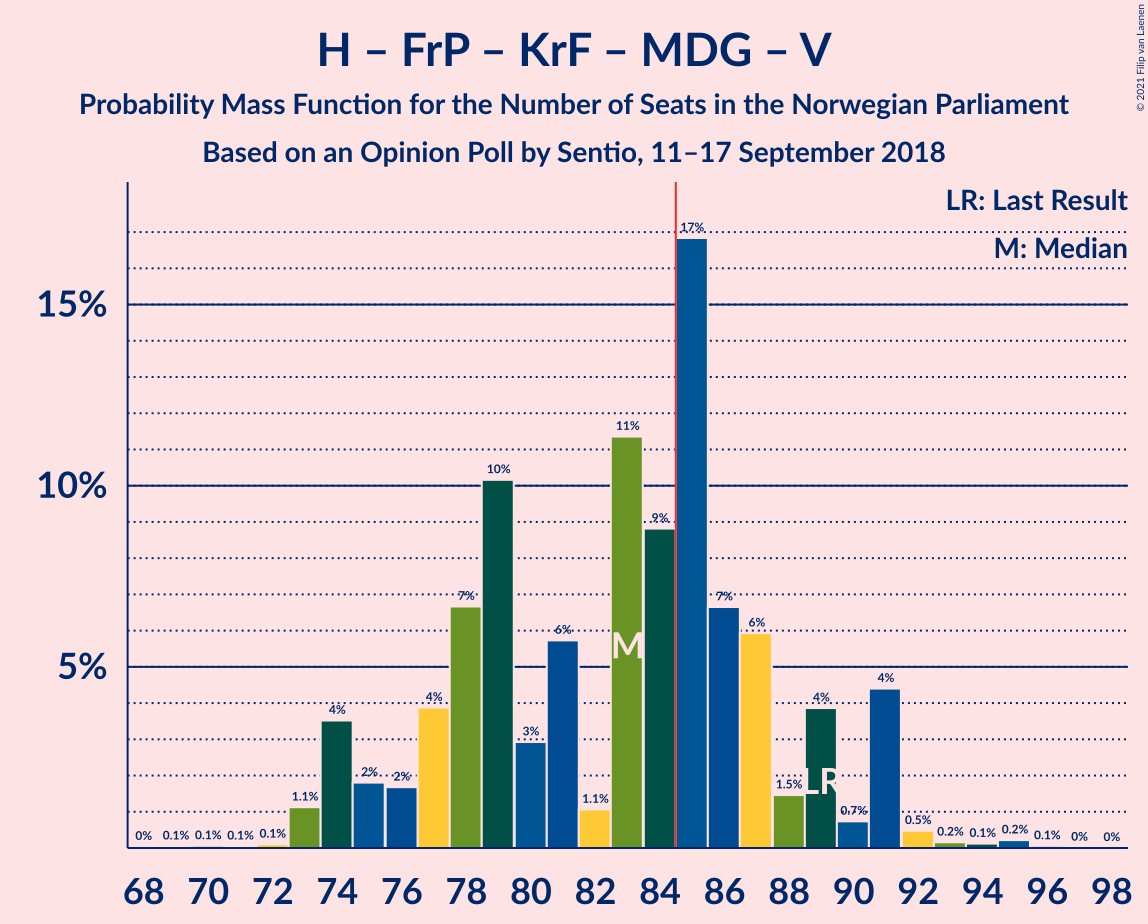 H – FrP – KrF – MDG – V
Probability Mass Function for the Number of Seats in the Norwegian Parliament
Based on an Opinion Poll by Sentio, 11–17 September 2018
© 2021 Filip van Laenen
LR: Last Result
M: Median
15%
10%
5%
0% 0.1% 0.1% 0.1% 0.1% 1.1% 4% 2% 2% 4% 7% 10% 3% 6% 1.1% 11% 9% 17% 7% 6% 1.5% 4% 0.7% 4% 0.5% 0.2% 0.1% 0.2% 0.1% 0% 0%
M
LR
68 70 72 74 76 78 80 82 84 86 88 90 92 94 96 98